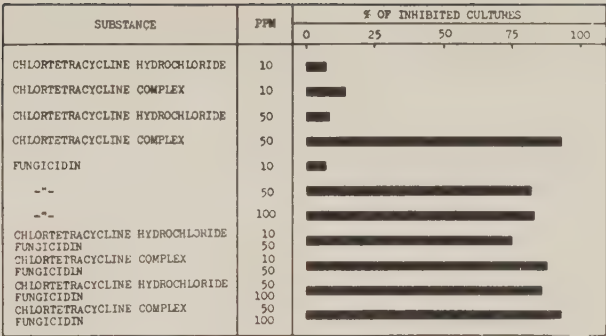 SUBSTANCE PPM % OF INHIBITED CULTURES
0 25 50 75 100
CHLORTETRACYCLINE HYDROCHLORIDE 10
CHLORTETRACYCLINE COMPLEX 10
CHLORTETRACYCLINE HYDROCHLORIDE 50
CHLORTETRACYCLINE COMPLEX 50
FUNGICIDIN 10
-"- 50
-"- 100
CHLORTETRACYCLINE HYDROCHLORIDE 10
FUNGICIDIN 50
CHLORTETRACYCLINE COMPLEX 10
FUNGICIDIN 50
CHLORTETRACYCLINE HYDROCHLORIDE 50
FUNGICIDIN 100
CHLORTETRACYCLINE COMPLEX 50
FUNGICIDIN 100